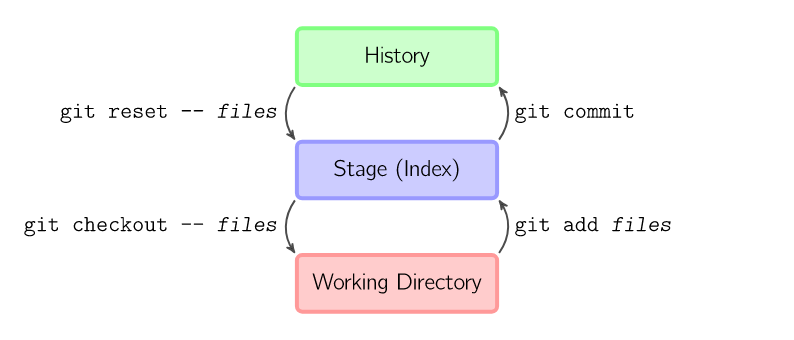 History
git reset -- files
git commit
Stage (Index)
git checkout -- files
git add files
Working Directory